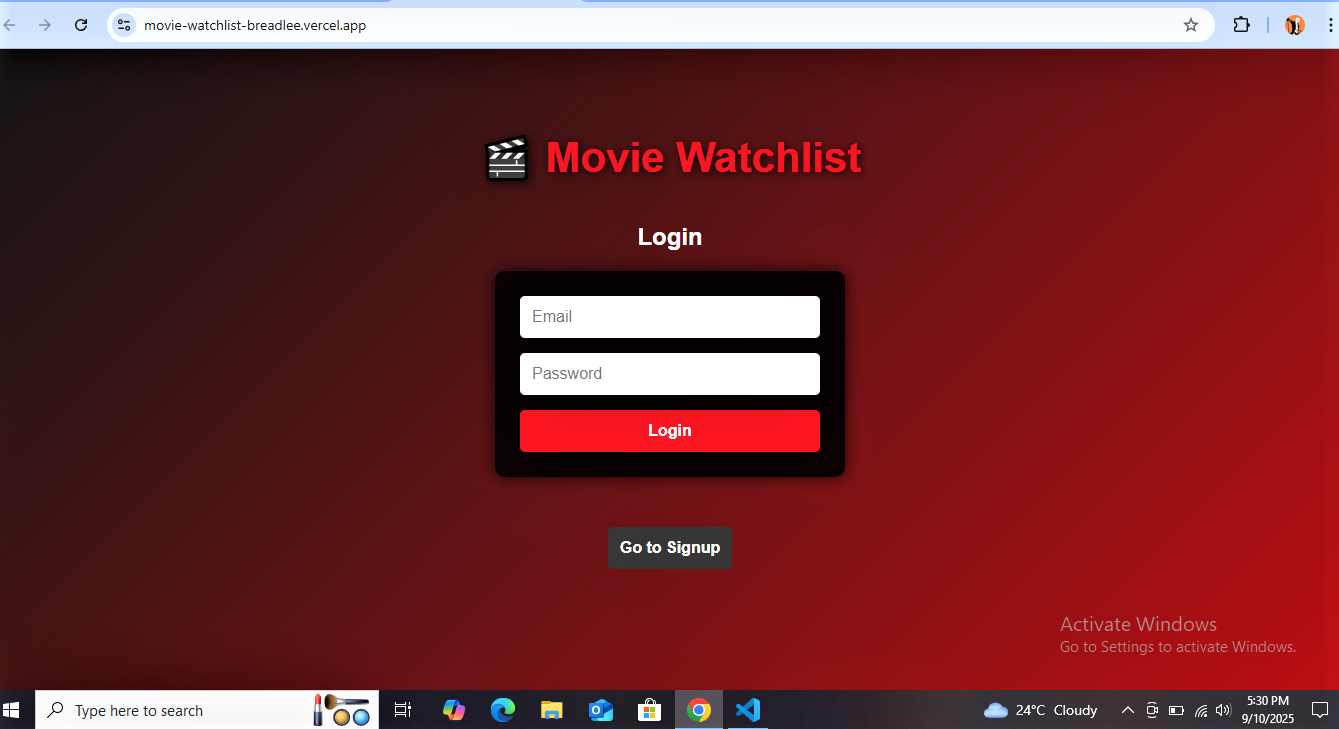 movie-watchlist-breadlee.vercel.app
🎬 Movie Watchlist
Login
Email
Password
Login
Go to Signup
Activate Windows
Go to Settings to activate Windows.
Type here to search
24°C Cloudy
5:30 PM
9/10/2025